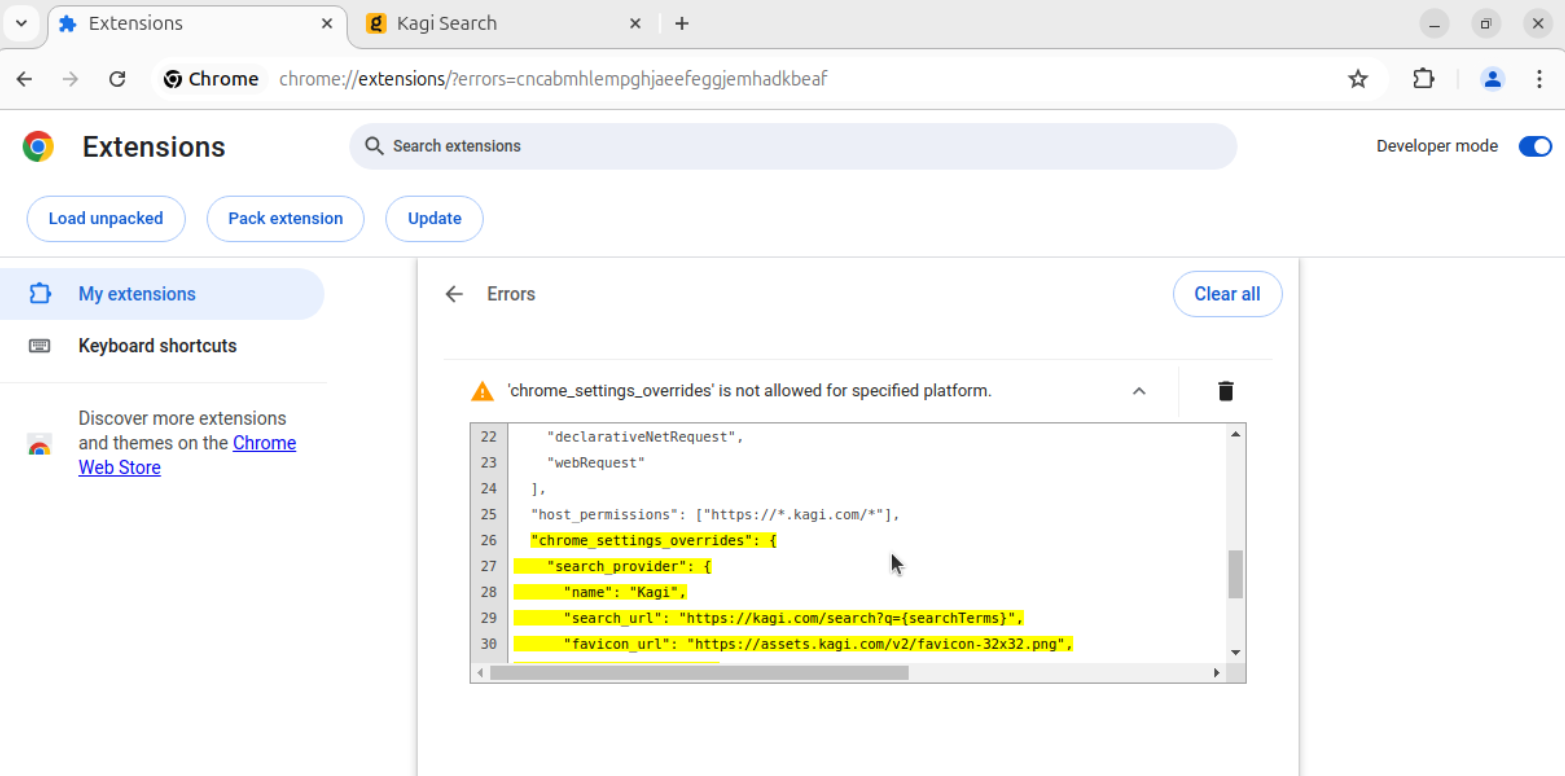 Extensions
Kagi Search
Chrome chrome://extensions/?errors=cncabmhlempghjaeefeggjemhadkbeaf
Extensions
Search extensions
Developer mode
Load unpacked
Pack extension
Update
My extensions
Keyboard shortcuts
Discover more extensions
and themes on the Chrome
Web Store
Errors
Clear all
'chrome_settings_overrides' is not allowed for specified platform.
22 "declarativeNetRequest",
23 "webRequest"
24 ],
25 "host_permissions": ["https://*.kagi.com/*"],
26 "chrome_settings_overrides": {
27 "search_provider": {
28 "name": "Kagi",
29 "search_url": "https://kagi.com/search?q={searchTerms}",
30 "favicon_url": "https://assets.kagi.com/v2/favicon-32x32.png",